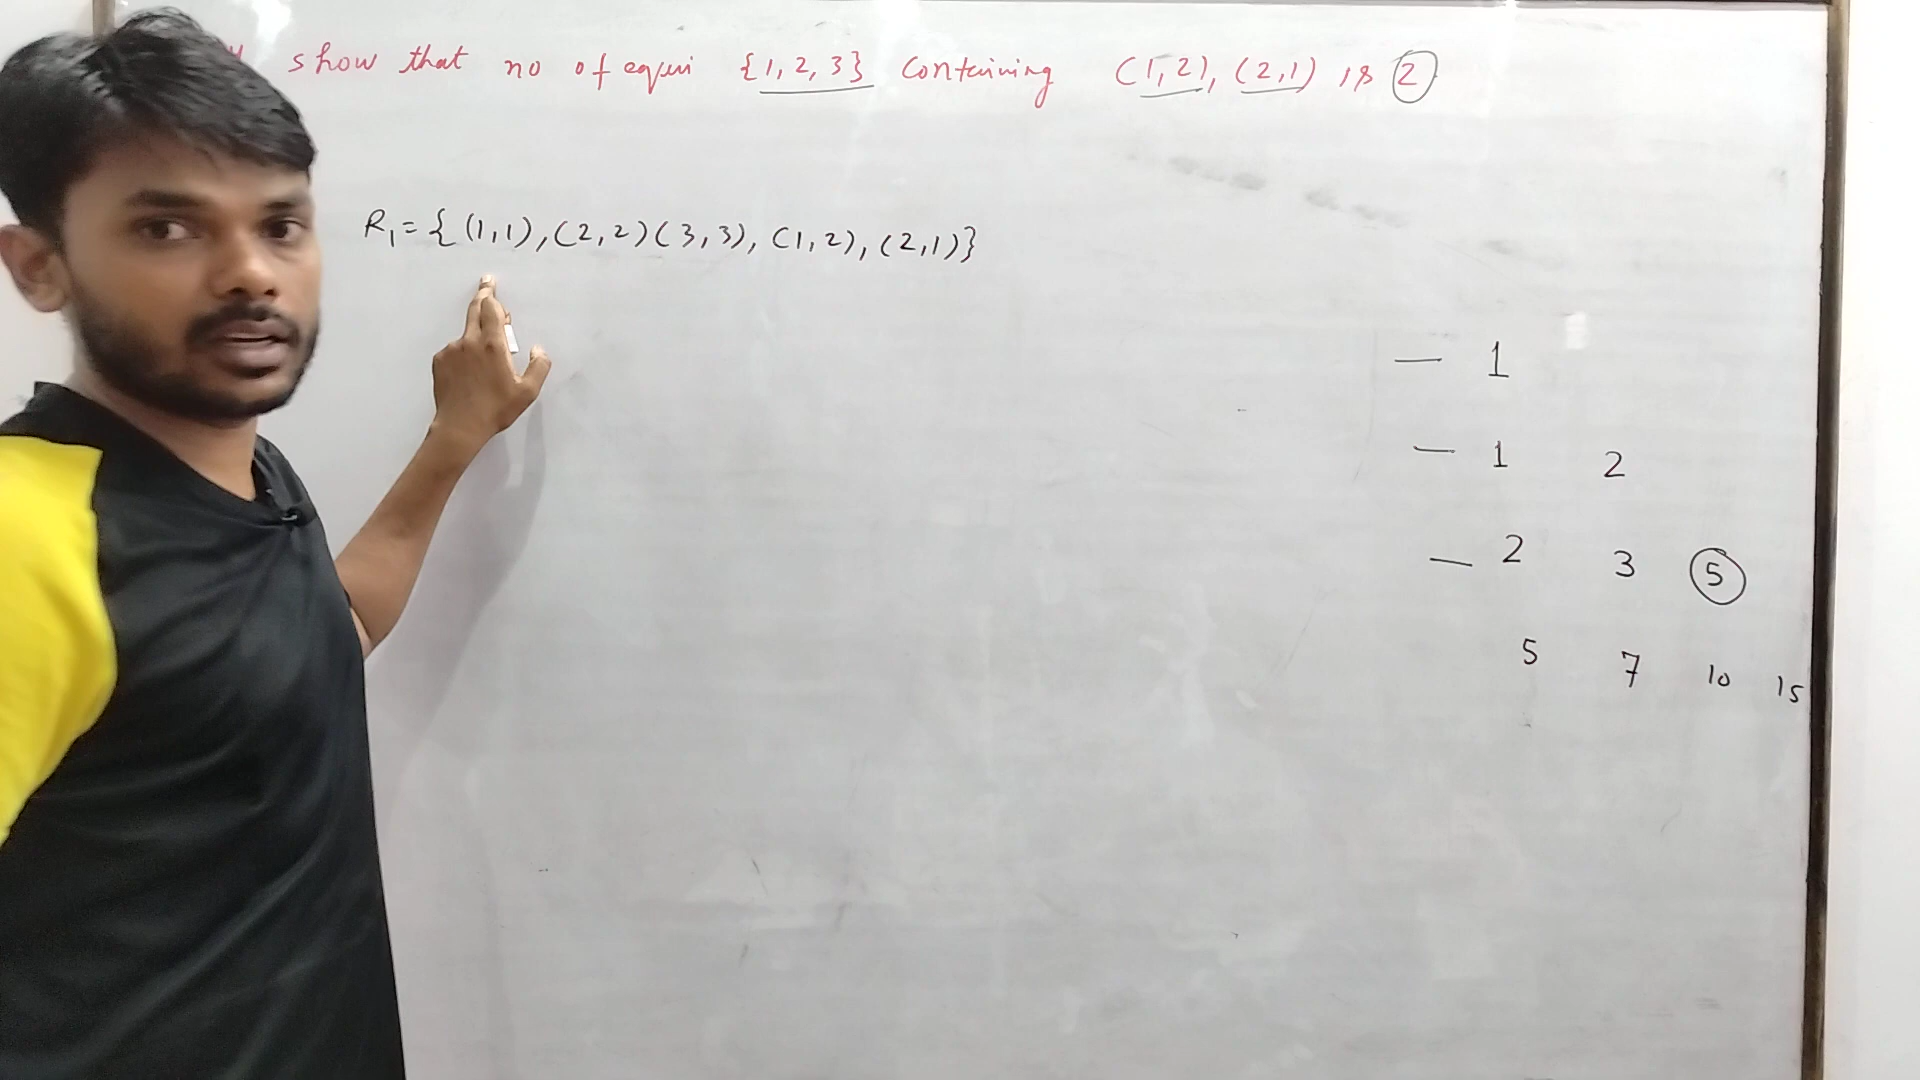 show that no of equi {1, 2, 3} containing (1,2), (2,1) is 2
R1 = { (1,1), (2,2) (3,3), (1,2), (2,1)}
— 1
— 1 2
— 2 3 5
5 7 10 15